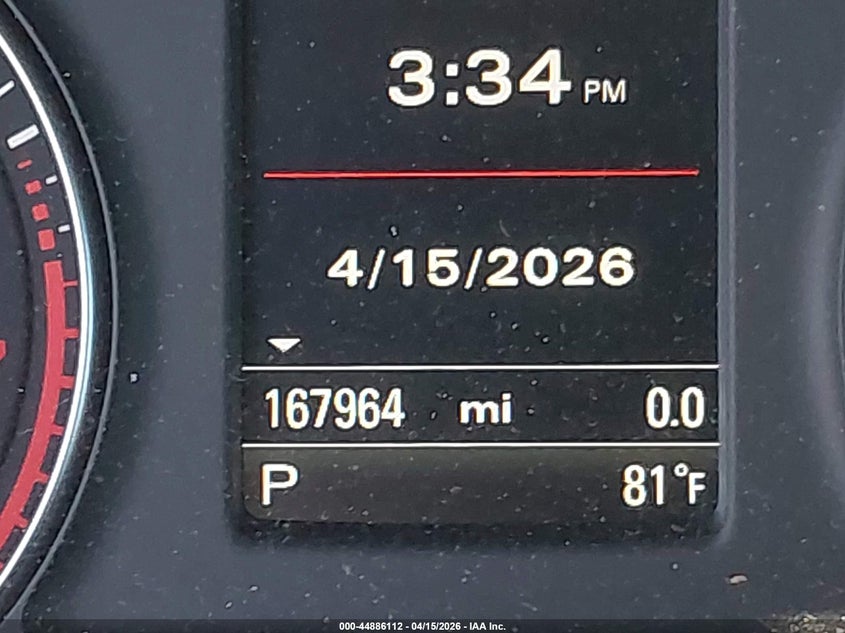 3:34 PM
4/15/2026
167964 mi 0.0
P 81°F
000-44886112 - 04/15/2026 - IAA Inc.